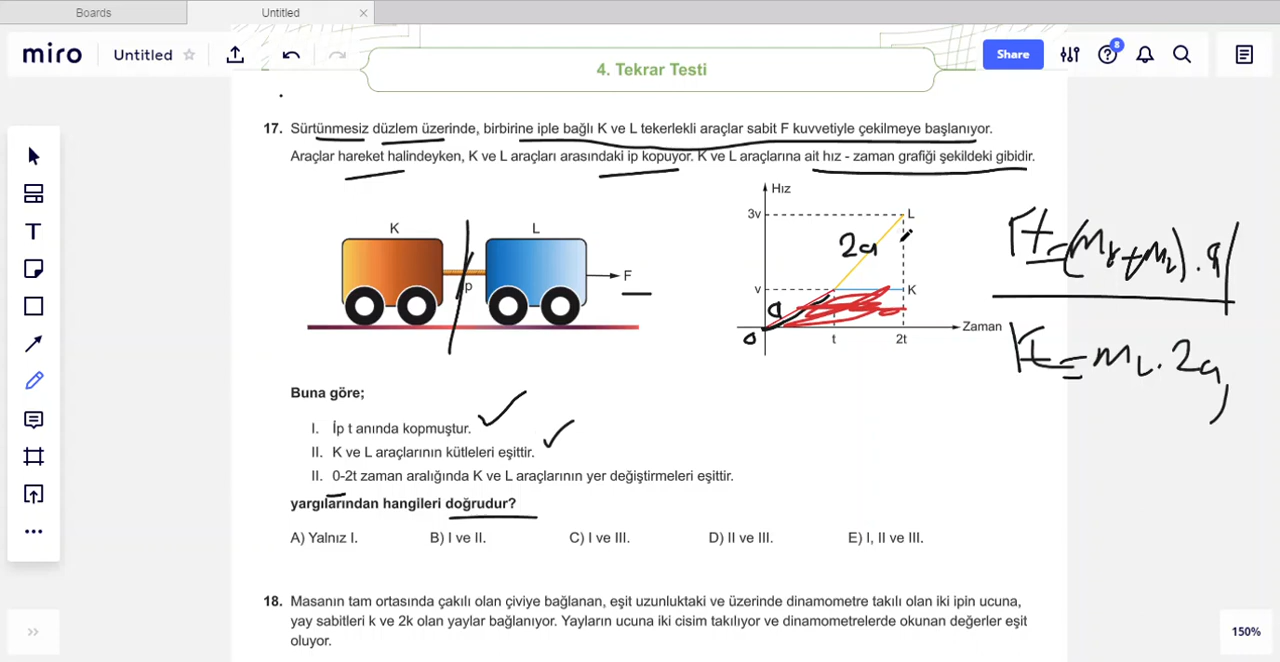 Boards
Untitled
miro
Untitled
Share
8
4. Tekrar Testi
17. Sürtünmesiz düzlem üzerinde, birbirine iple bağlı K ve L tekerlekli araçlar sabit F kuvvetiyle çekilmeye başlanıyor.
Araçlar hareket halindeyken, K ve L araçları arasındaki ip kopuyor. K ve L araçlarına ait hız - zaman grafiği şekildeki gibidir.
K
L
F
Hız
3v
L
2a
v
K
a
0
t
2t
Zaman
Buna göre;
I. İp t anında kopmuştur.
II. K ve L araçlarının kütleleri eşittir.
II. 0-2t zaman aralığında K ve L araçlarının yer değiştirmeleri eşittir.
yargılarından hangileri doğrudur?
A) Yalnız I.
B) I ve II.
C) I ve III.
D) II ve III.
E) I, II ve III.
18. Masanın tam ortasında çakılı olan çiviye bağlanan, eşit uzunluktaki ve üzerinde dinamometre takılı olan iki ipin ucuna,
yay sabitleri k ve 2k olan yaylar bağlanıyor. Yayların ucuna iki cisim takılıyor ve dinamometrelerde okunan değerler eşit
oluyor.
150%